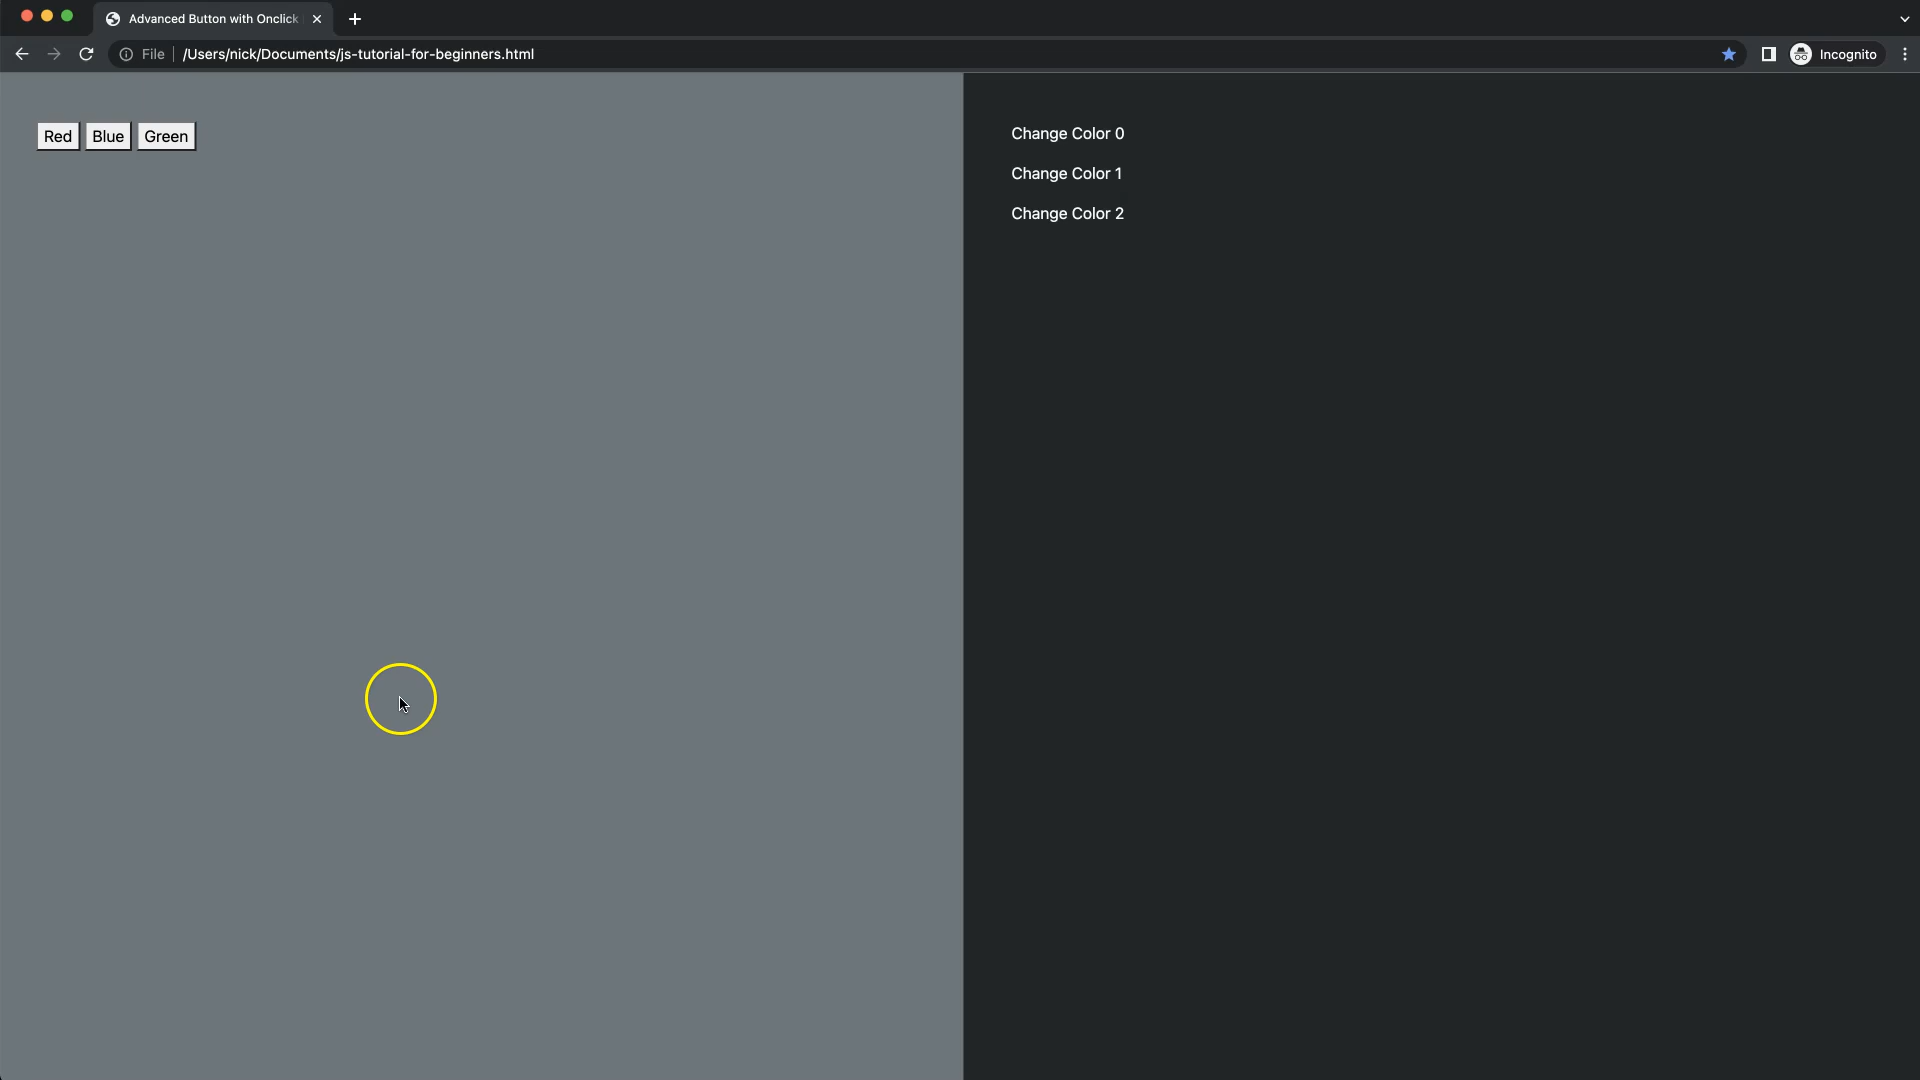 Advanced Button with Onclick
File
/Users/nick/Documents/js-tutorial-for-beginners.html
Incognito
Red
Blue
Green
Change Color 0
Change Color 1
Change Color 2